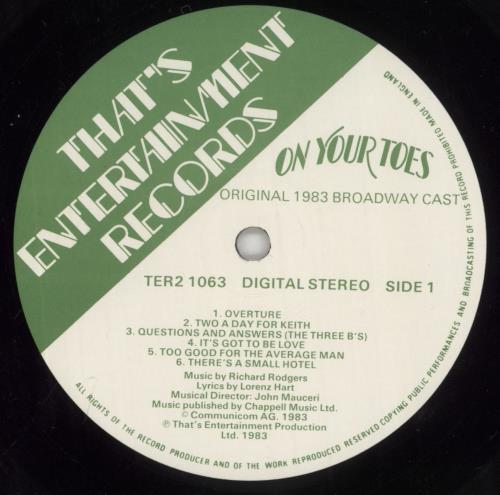 THAT'S
ENTERTAINMENT
RECORDS
ON YOUR TOES
ORIGINAL 1983 BROADWAY CAST
TER2 1063 DIGITAL STEREO SIDE 1
1. OVERTURE
2. TWO A DAY FOR KEITH
3. QUESTIONS AND ANSWERS (THE THREE B'S)
4. IT'S GOT TO BE LOVE
5. TOO GOOD FOR THE AVERAGE MAN
6. THERE'S A SMALL HOTEL
Music by Richard Rodgers
Lyrics by Lorenz Hart
Musical Director: John Mauceri
Music published by Chappell Music Ltd.
© Communicom AG. 1983
℗ That's Entertainment Production
Ltd. 1983
ALL RIGHTS OF THE RECORD PRODUCER AND OF THE WORK REPRODUCED RESERVED COPYING PUBLIC PERFORMANCES AND BROADCASTING OF THIS RECORD PROHIBITED MADE IN ENGLAND